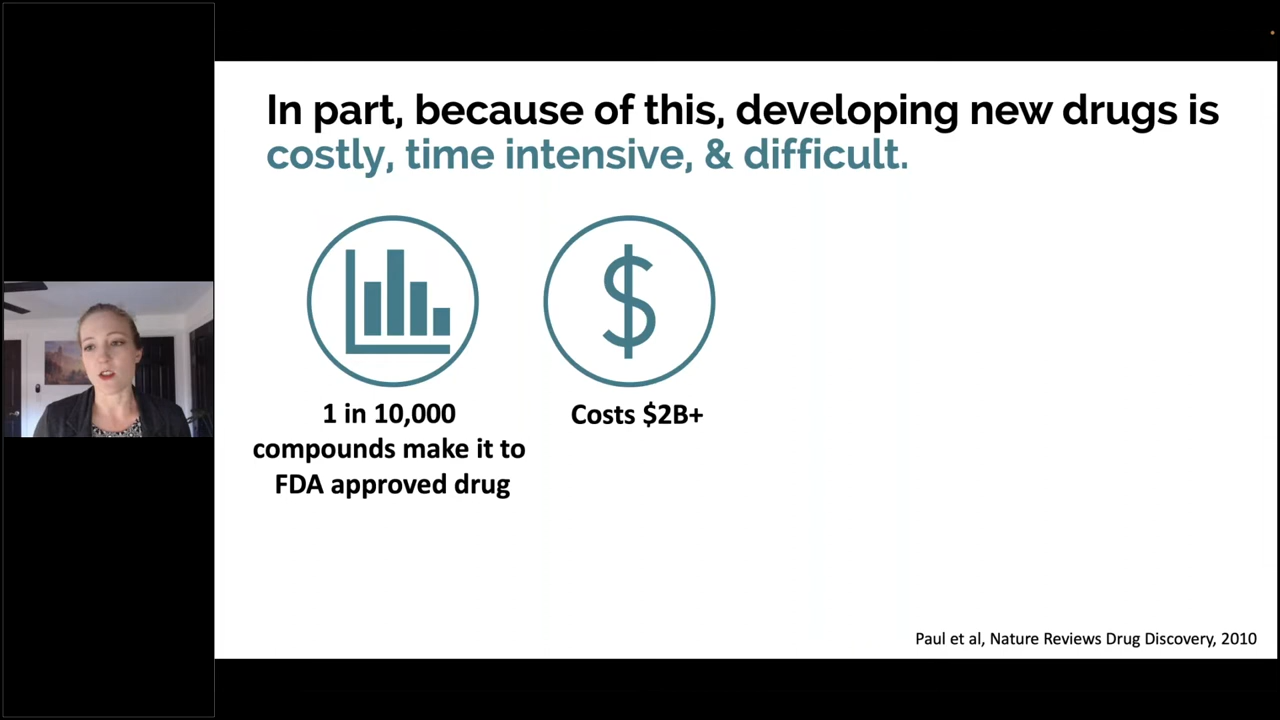 In part, because of this, developing new drugs is
costly, time intensive, & difficult.
1 in 10,000
compounds make it to
FDA approved drug
Costs $2B+
Paul et al, Nature Reviews Drug Discovery, 2010